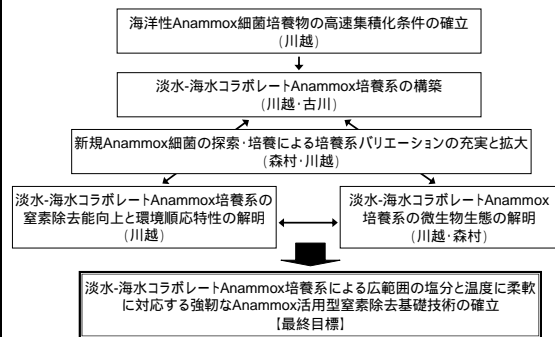 海洋性Anammox細菌培養物の高速集積化条件の確立
(川越)
淡水-海水コラボレートAnammox培養系の構築
(川越･古川)
新規Anammox細菌の探索･培養による培養系バリエーションの充実と拡大
(森村･川越)
淡水-海水コラボレートAnammox培養系の
窒素除去能向上と環境順応特性の解明
(川越)
淡水-海水コラボレートAnammox
培養系の微生物生態の解明
(川越･森村)
淡水-海水コラボレートAnammox培養系による広範囲の塩分と温度に柔軟
に対応する強靭なAnammox活用型窒素除去基礎技術の確立
【最終目標】